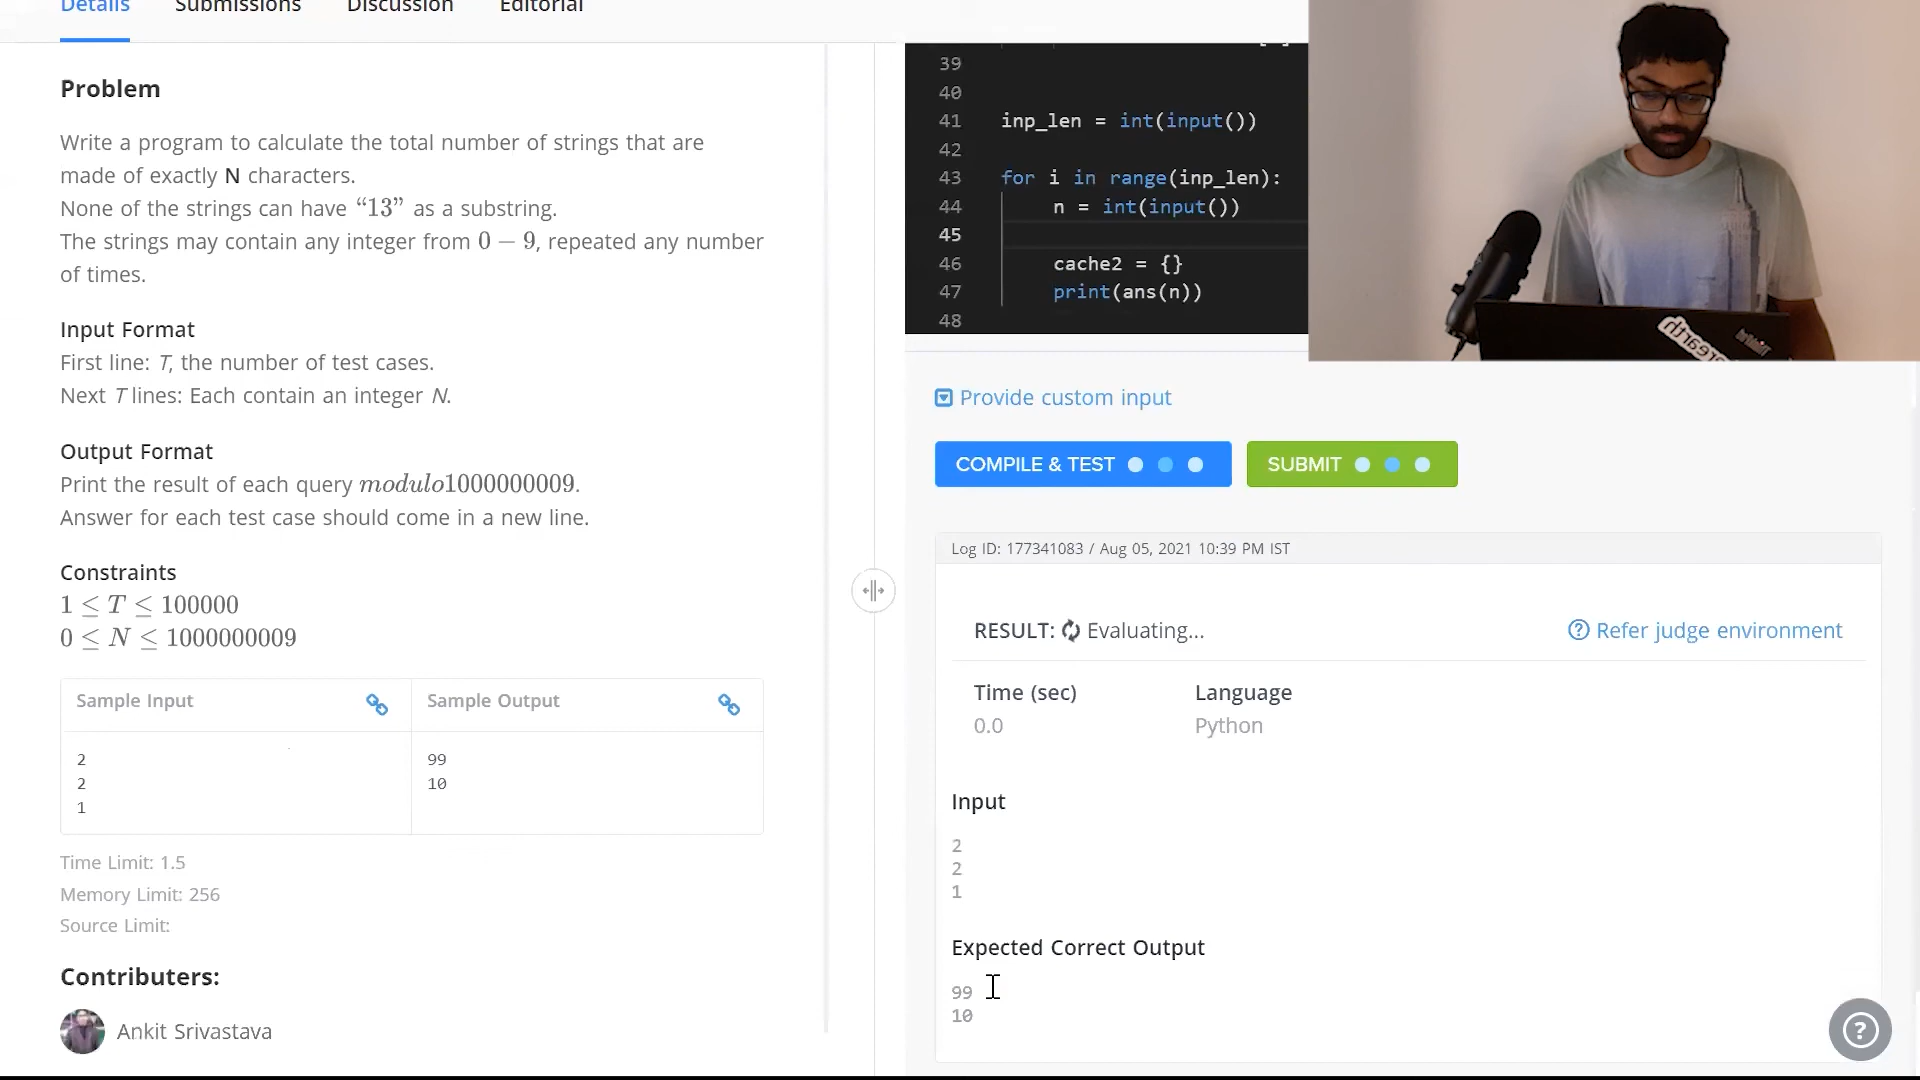 Details Submissions Discussion Editorial
Problem
Write a program to calculate the total number of strings that are
made of exactly N characters.
None of the strings can have “13” as a substring.
The strings may contain any integer from 0 − 9, repeated any number
of times.
Input Format
First line: T, the number of test cases.
Next T lines: Each contain an integer N.
Output Format
Print the result of each query modulo1000000009.
Answer for each test case should come in a new line.
Constraints
1 ≤ T ≤ 100000
0 ≤ N ≤ 1000000009
Sample Input Sample Output
2 99
2 10
1
Time Limit: 1.5
Memory Limit: 256
Source Limit:
Contributers:
Ankit Srivastava
39
40
41 inp_len = int(input())
42
43 for i in range(inp_len):
44 n = int(input())
45
46 cache2 = {}
47 print(ans(n))
48
Provide custom input
COMPILE & TEST SUBMIT
Log ID: 177341083 / Aug 05, 2021 10:39 PM IST
RESULT: Evaluating... ? Refer judge environment
Time (sec) Language
0.0 Python
Input
2
2
1
Expected Correct Output
99
10
?